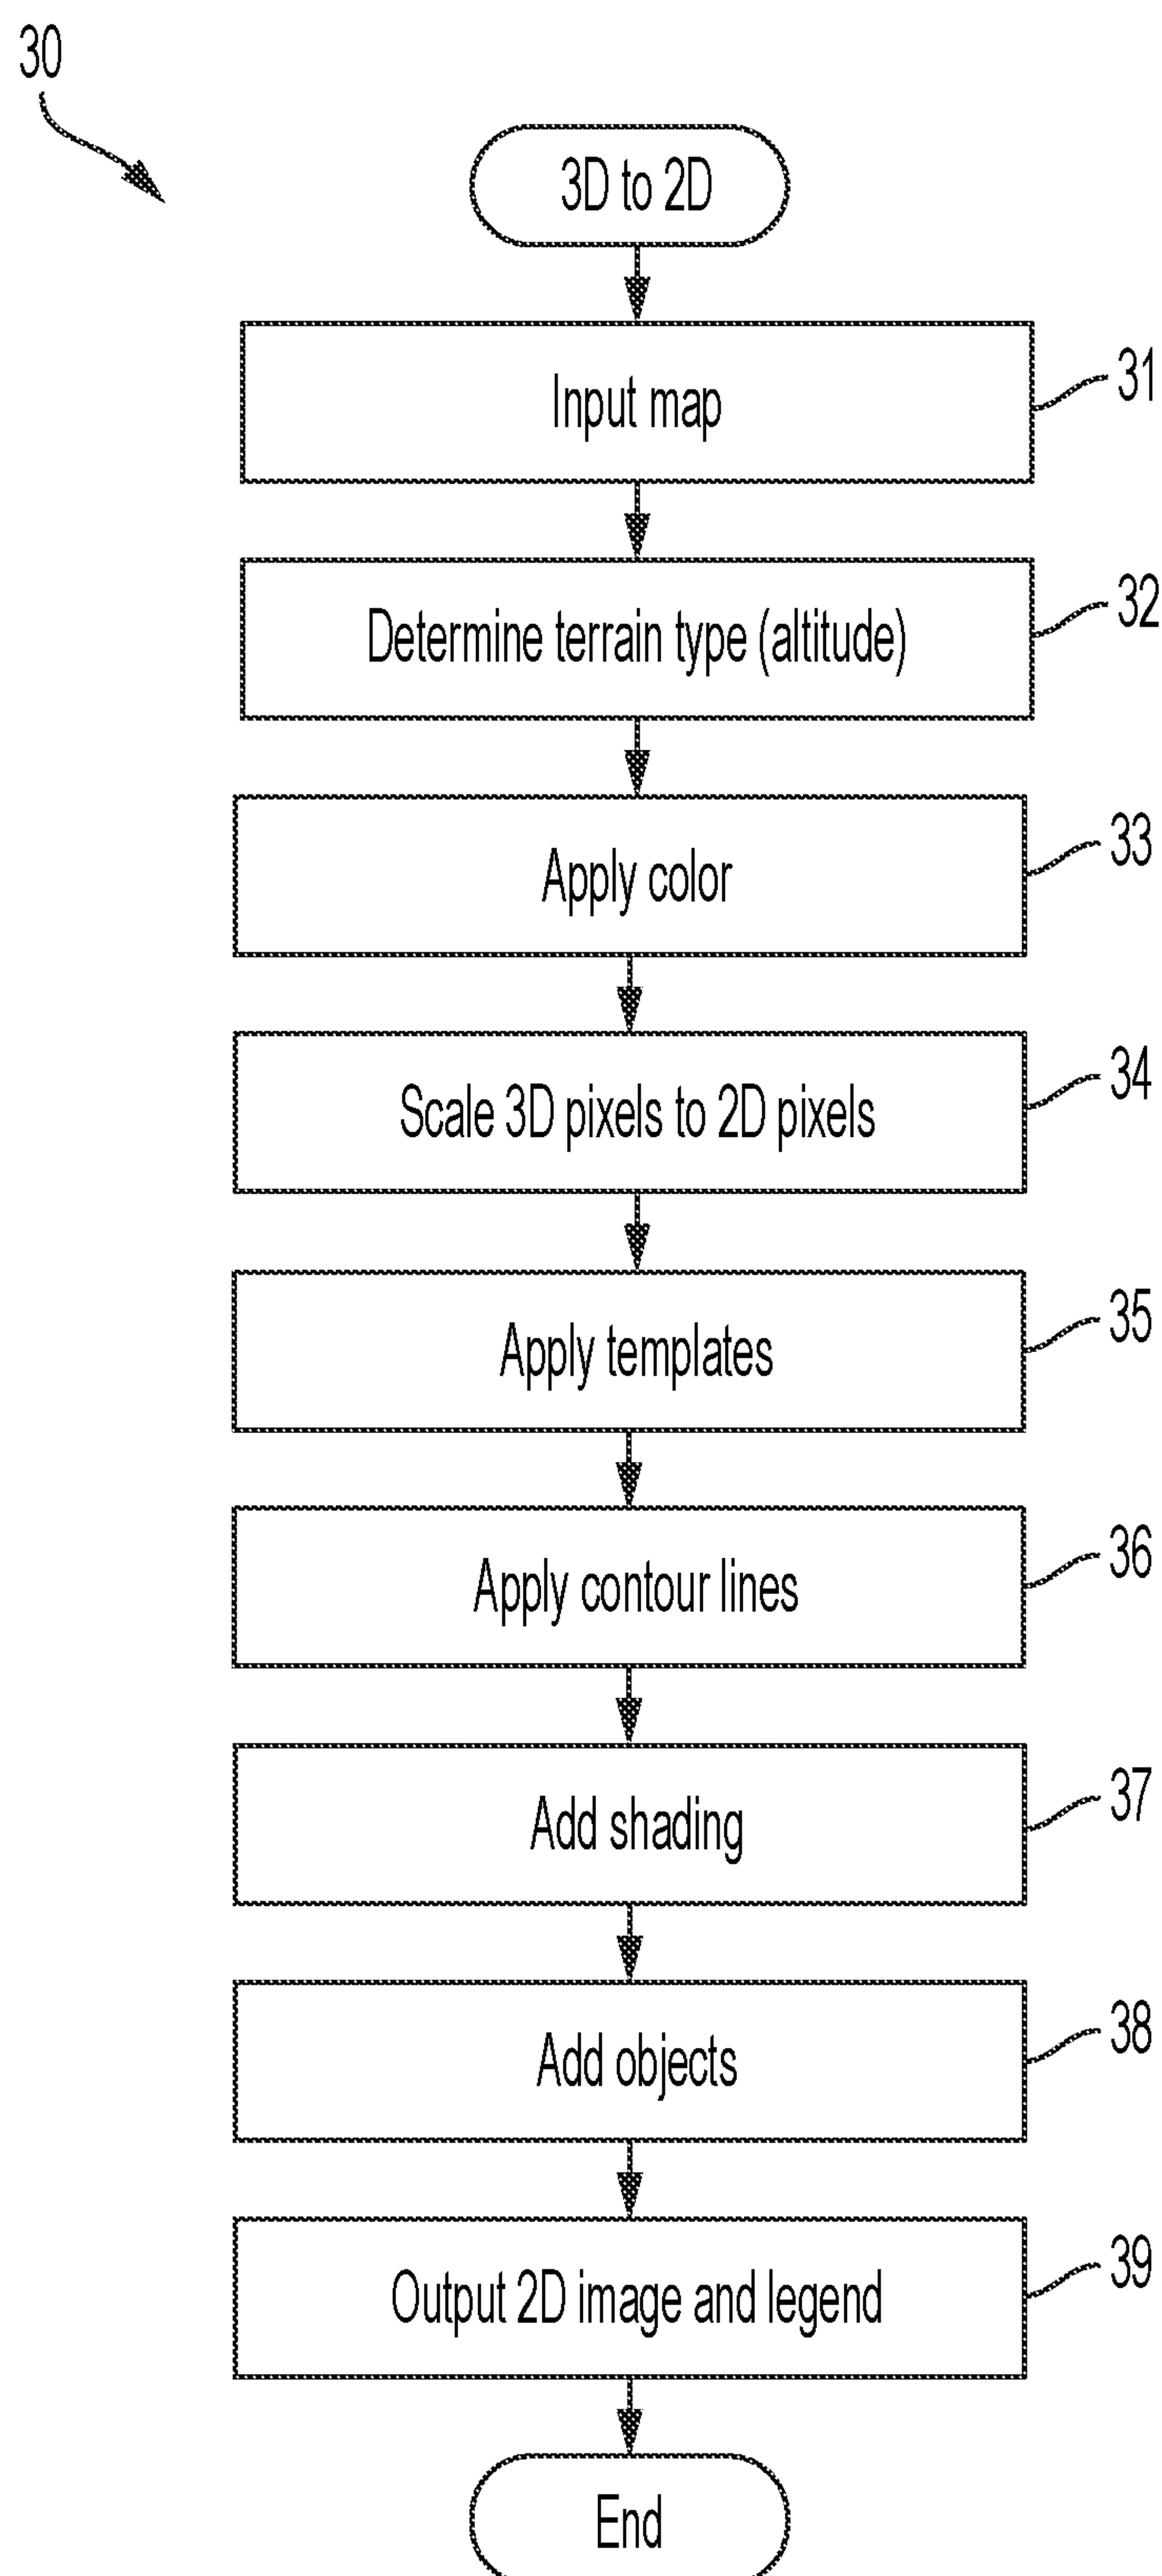 30
3D to 2D
Input map
31
Determine terrain type (altitude)
32
Apply color
33
Scale 3D pixels to 2D pixels
34
Apply templates
35
Apply contour lines
36
Add shading
37
Add objects
38
Output 2D image and legend
39
End